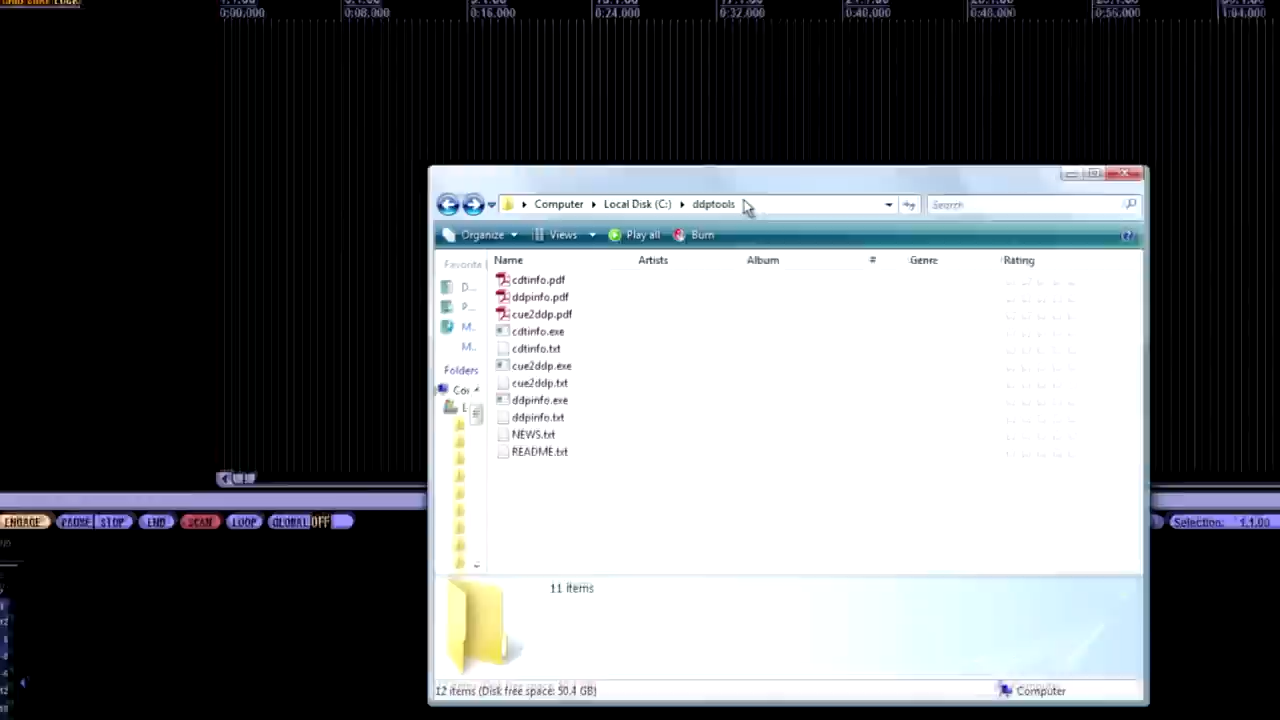 0:00.000 0:08.000 0:16.000 0:24.000 0:32.000 0:40.000 0:48.000 0:56.000 1:04.000
Computer Local Disk (C:) ddptools Search
Organize Views Play all Burn
Favorite Name Artists Album # Genre Rating
cdtinfo.pdf
D... ddpinfo.pdf
P... cue2ddp.pdf
M... cdtinfo.exe
M... cdtinfo.txt
Folders cue2ddp.exe
cue2ddp.txt
ddpinfo.exe
ddpinfo.txt
NEWS.txt
README.txt
ENGAGE PAUSE STOP END SCAN LOOP GLOBAL OFF Selection: 1.1.00
11 items
12 items (Disk free space: 50.4 GB) Computer